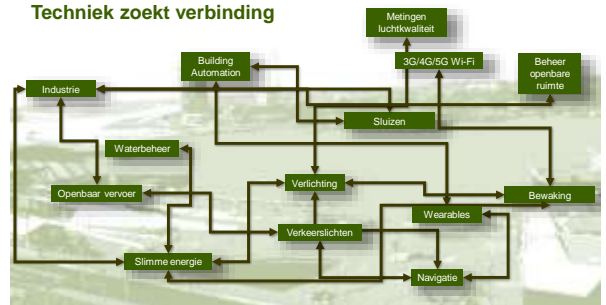 Techniek zoekt verbinding
Metingen
luchtkwaliteit
Building
Automation
3G/4G/5G Wi-Fi
Beheer
openbare
ruimte
Industrie
Sluizen
Waterbeheer
Openbaar vervoer
Verlichting
Bewaking
Wearables
Verkeerslichten
Slimme energie
Navigatie